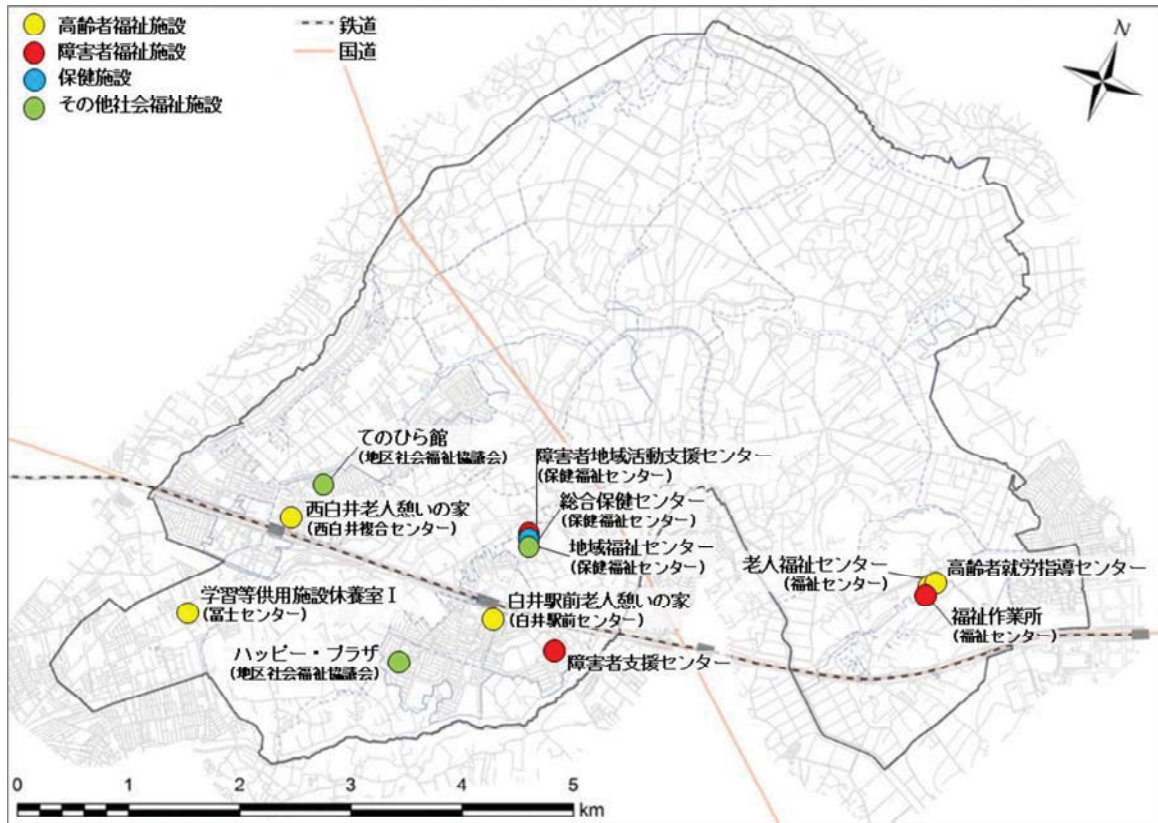 高齢者福祉施設
障害者福祉施設
保健施設
その他社会福祉施設
鉄道
国道
N
てのひら館
(地区社会福祉協議会)
西白井老人憩いの家
(西白井複合センター)
障害者地域活動支援センター
(保健福祉センター)
総合保健センター
(保健福祉センター)
地域福祉センター
(保健福祉センター)
老人福祉センター
(福祉センター)
高齢者就労指導センター
福祉作業所
(福祉センター)
学習等供用施設休養室Ⅰ
(冨士センター)
白井駅前老人憩いの家
(白井駅前センター)
ハッピー・プラザ
(地区社会福祉協議会)
障害者支援センター
0 1 2 3 4 5
km